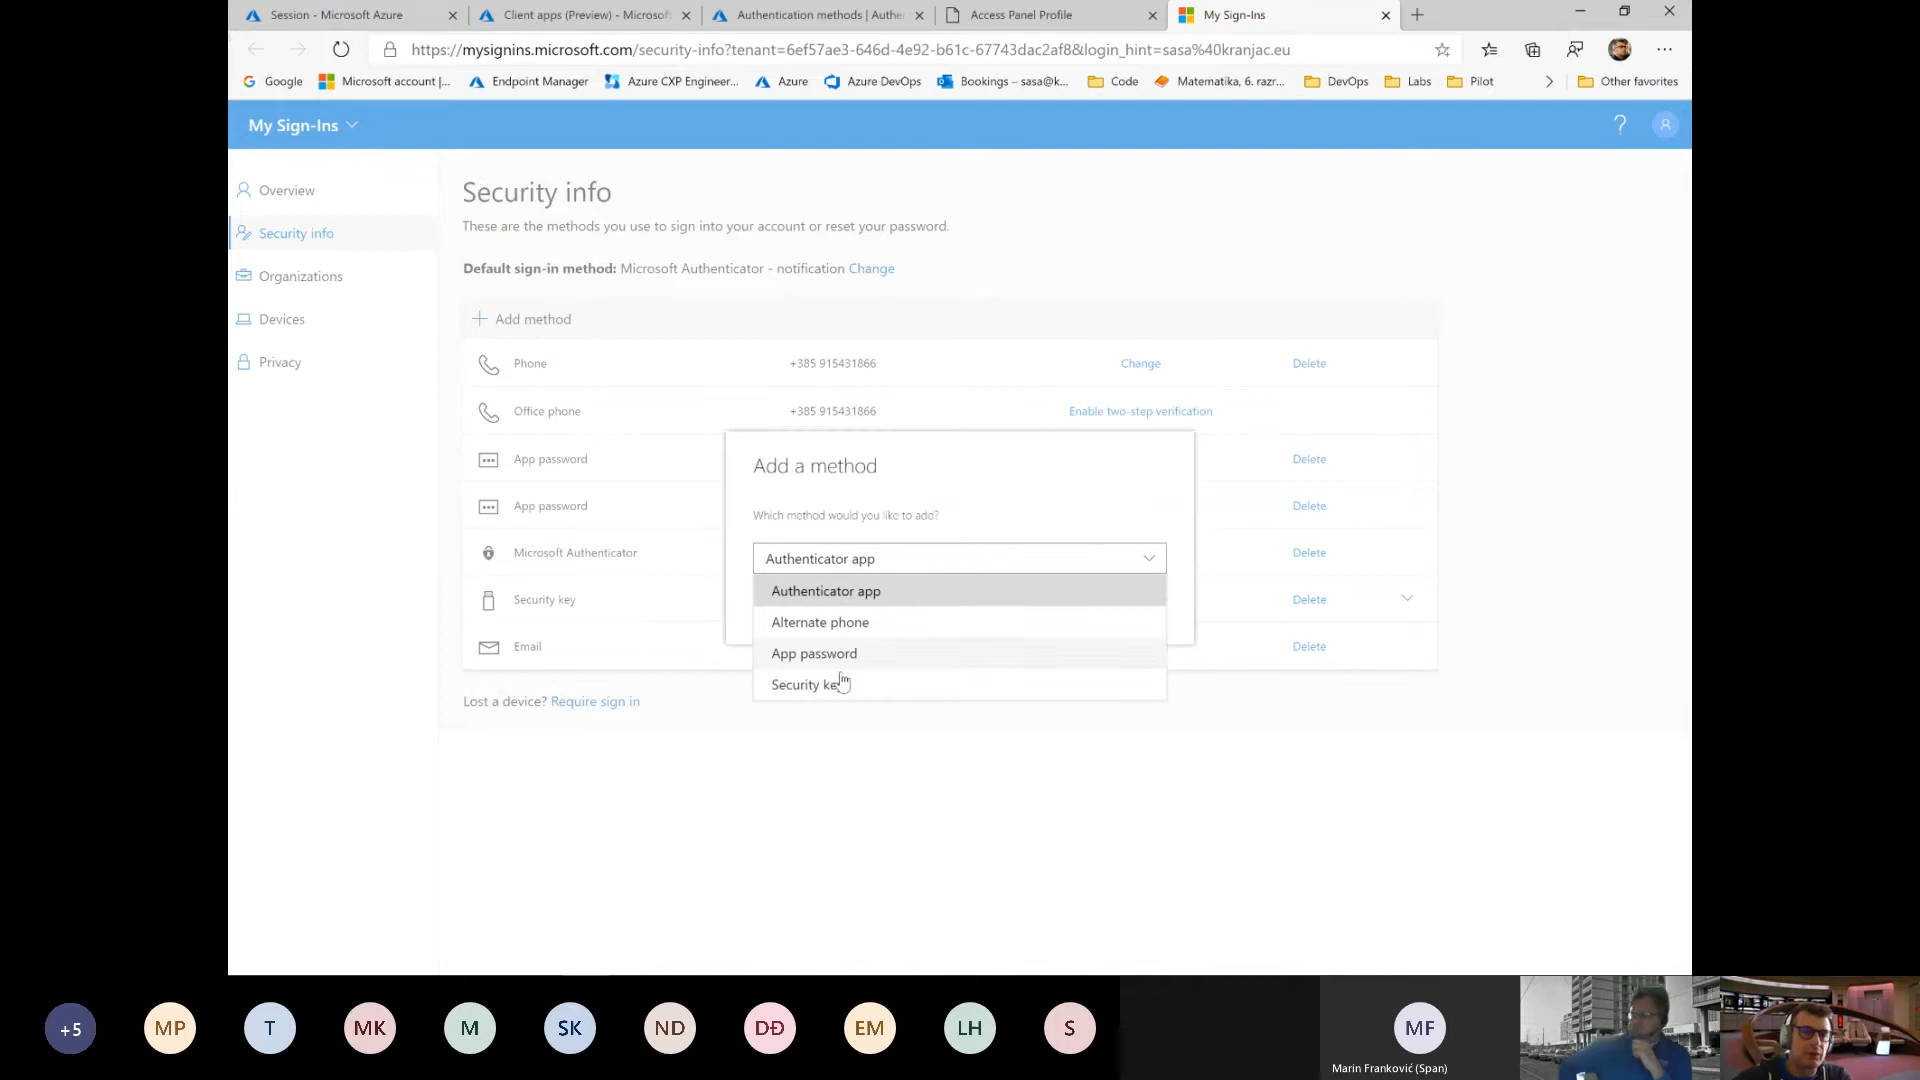 Session - Microsoft Azure
Client apps (Preview) - Microsof
Authentication methods | Authe
Access Panel Profile
My Sign-Ins
https://mysignins.microsoft.com/security-info?tenant=6ef57ae3-646d-4e92-b61c-67743dac2af8&login_hint=sasa%40kranjac.eu
Google
Microsoft account |...
Endpoint Manager
Azure CXP Engineer...
Azure
Azure DevOps
Bookings – sasa@k...
Code
Matematika, 6. razr...
DevOps
Labs
Pilot
Other favorites
My Sign-Ins
?
Overview
Security info
Organizations
Devices
Privacy
Security info
These are the methods you use to sign into your account or reset your password.
Default sign-in method: Microsoft Authenticator - notification Change
Add method
Phone +385 915431866 Change Delete
Office phone +385 915431866 Enable two-step verification
App password Delete
App password Delete
Microsoft Authenticator Delete
Security key Delete
Email Delete
Lost a device? Require sign in
Add a method
Which method would you like to add?
Authenticator app
Authenticator app
Alternate phone
App password
Security key
+5
MP
T
MK
M
SK
ND
DĐ
EM
LH
S
MF
Marin Franković (Span)